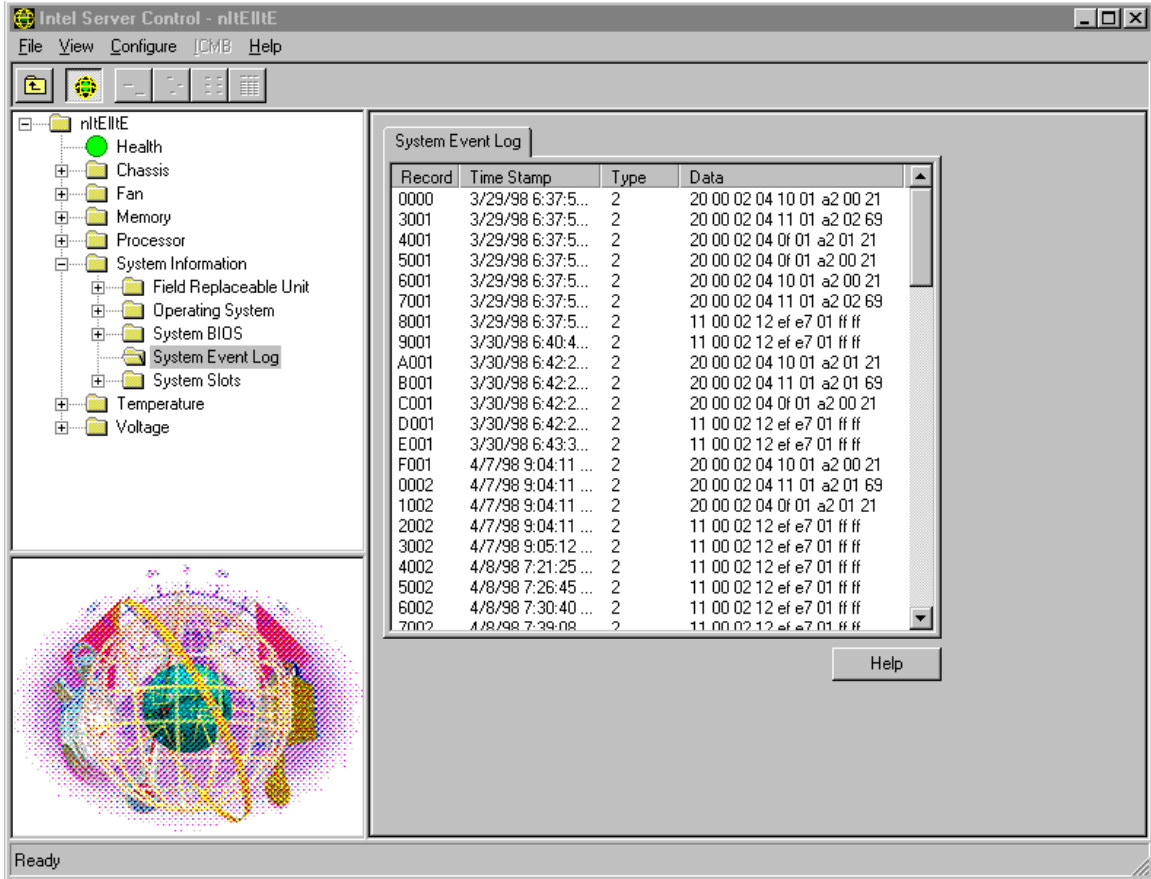 Intel Server Control - nItEIItE
File View Configure ICMB Help
nItEIItE
Health
Chassis
Fan
Memory
Processor
System Information
Field Replaceable Unit
Operating System
System BIOS
System Event Log
System Slots
Temperature
Voltage
System Event Log
Record Time Stamp Type Data
0000 3/29/98 6:37:5... 2 20 00 02 04 10 01 a2 00 21
3001 3/29/98 6:37:5... 2 20 00 02 04 11 01 a2 02 69
4001 3/29/98 6:37:5... 2 20 00 02 04 0f 01 a2 01 21
5001 3/29/98 6:37:5... 2 20 00 02 04 0f 01 a2 00 21
6001 3/29/98 6:37:5... 2 20 00 02 04 10 01 a2 00 21
7001 3/29/98 6:37:5... 2 20 00 02 04 11 01 a2 02 69
8001 3/29/98 6:37:5... 2 11 00 02 12 ef e7 01 ff ff
9001 3/30/98 6:40:4... 2 11 00 02 12 ef e7 01 ff ff
A001 3/30/98 6:42:2... 2 20 00 02 04 10 01 a2 01 21
B001 3/30/98 6:42:2... 2 20 00 02 04 11 01 a2 01 69
C001 3/30/98 6:42:2... 2 20 00 02 04 0f 01 a2 00 21
D001 3/30/98 6:42:2... 2 11 00 02 12 ef e7 01 ff ff
E001 3/30/98 6:43:3... 2 11 00 02 12 ef e7 01 ff ff
F001 4/7/98 9:04:11 ... 2 20 00 02 04 10 01 a2 00 21
0002 4/7/98 9:04:11 ... 2 20 00 02 04 11 01 a2 01 69
1002 4/7/98 9:04:11 ... 2 20 00 02 04 0f 01 a2 01 21
2002 4/7/98 9:04:11 ... 2 11 00 02 12 ef e7 01 ff ff
3002 4/7/98 9:05:12 ... 2 11 00 02 12 ef e7 01 ff ff
4002 4/8/98 7:21:25 ... 2 11 00 02 12 ef e7 01 ff ff
5002 4/8/98 7:26:45 ... 2 11 00 02 12 ef e7 01 ff ff
6002 4/8/98 7:30:40 ... 2 11 00 02 12 ef e7 01 ff ff
7002 4/8/98 7:39:08 2 11 00 02 12 ef e7 01 ff ff
Help
Ready